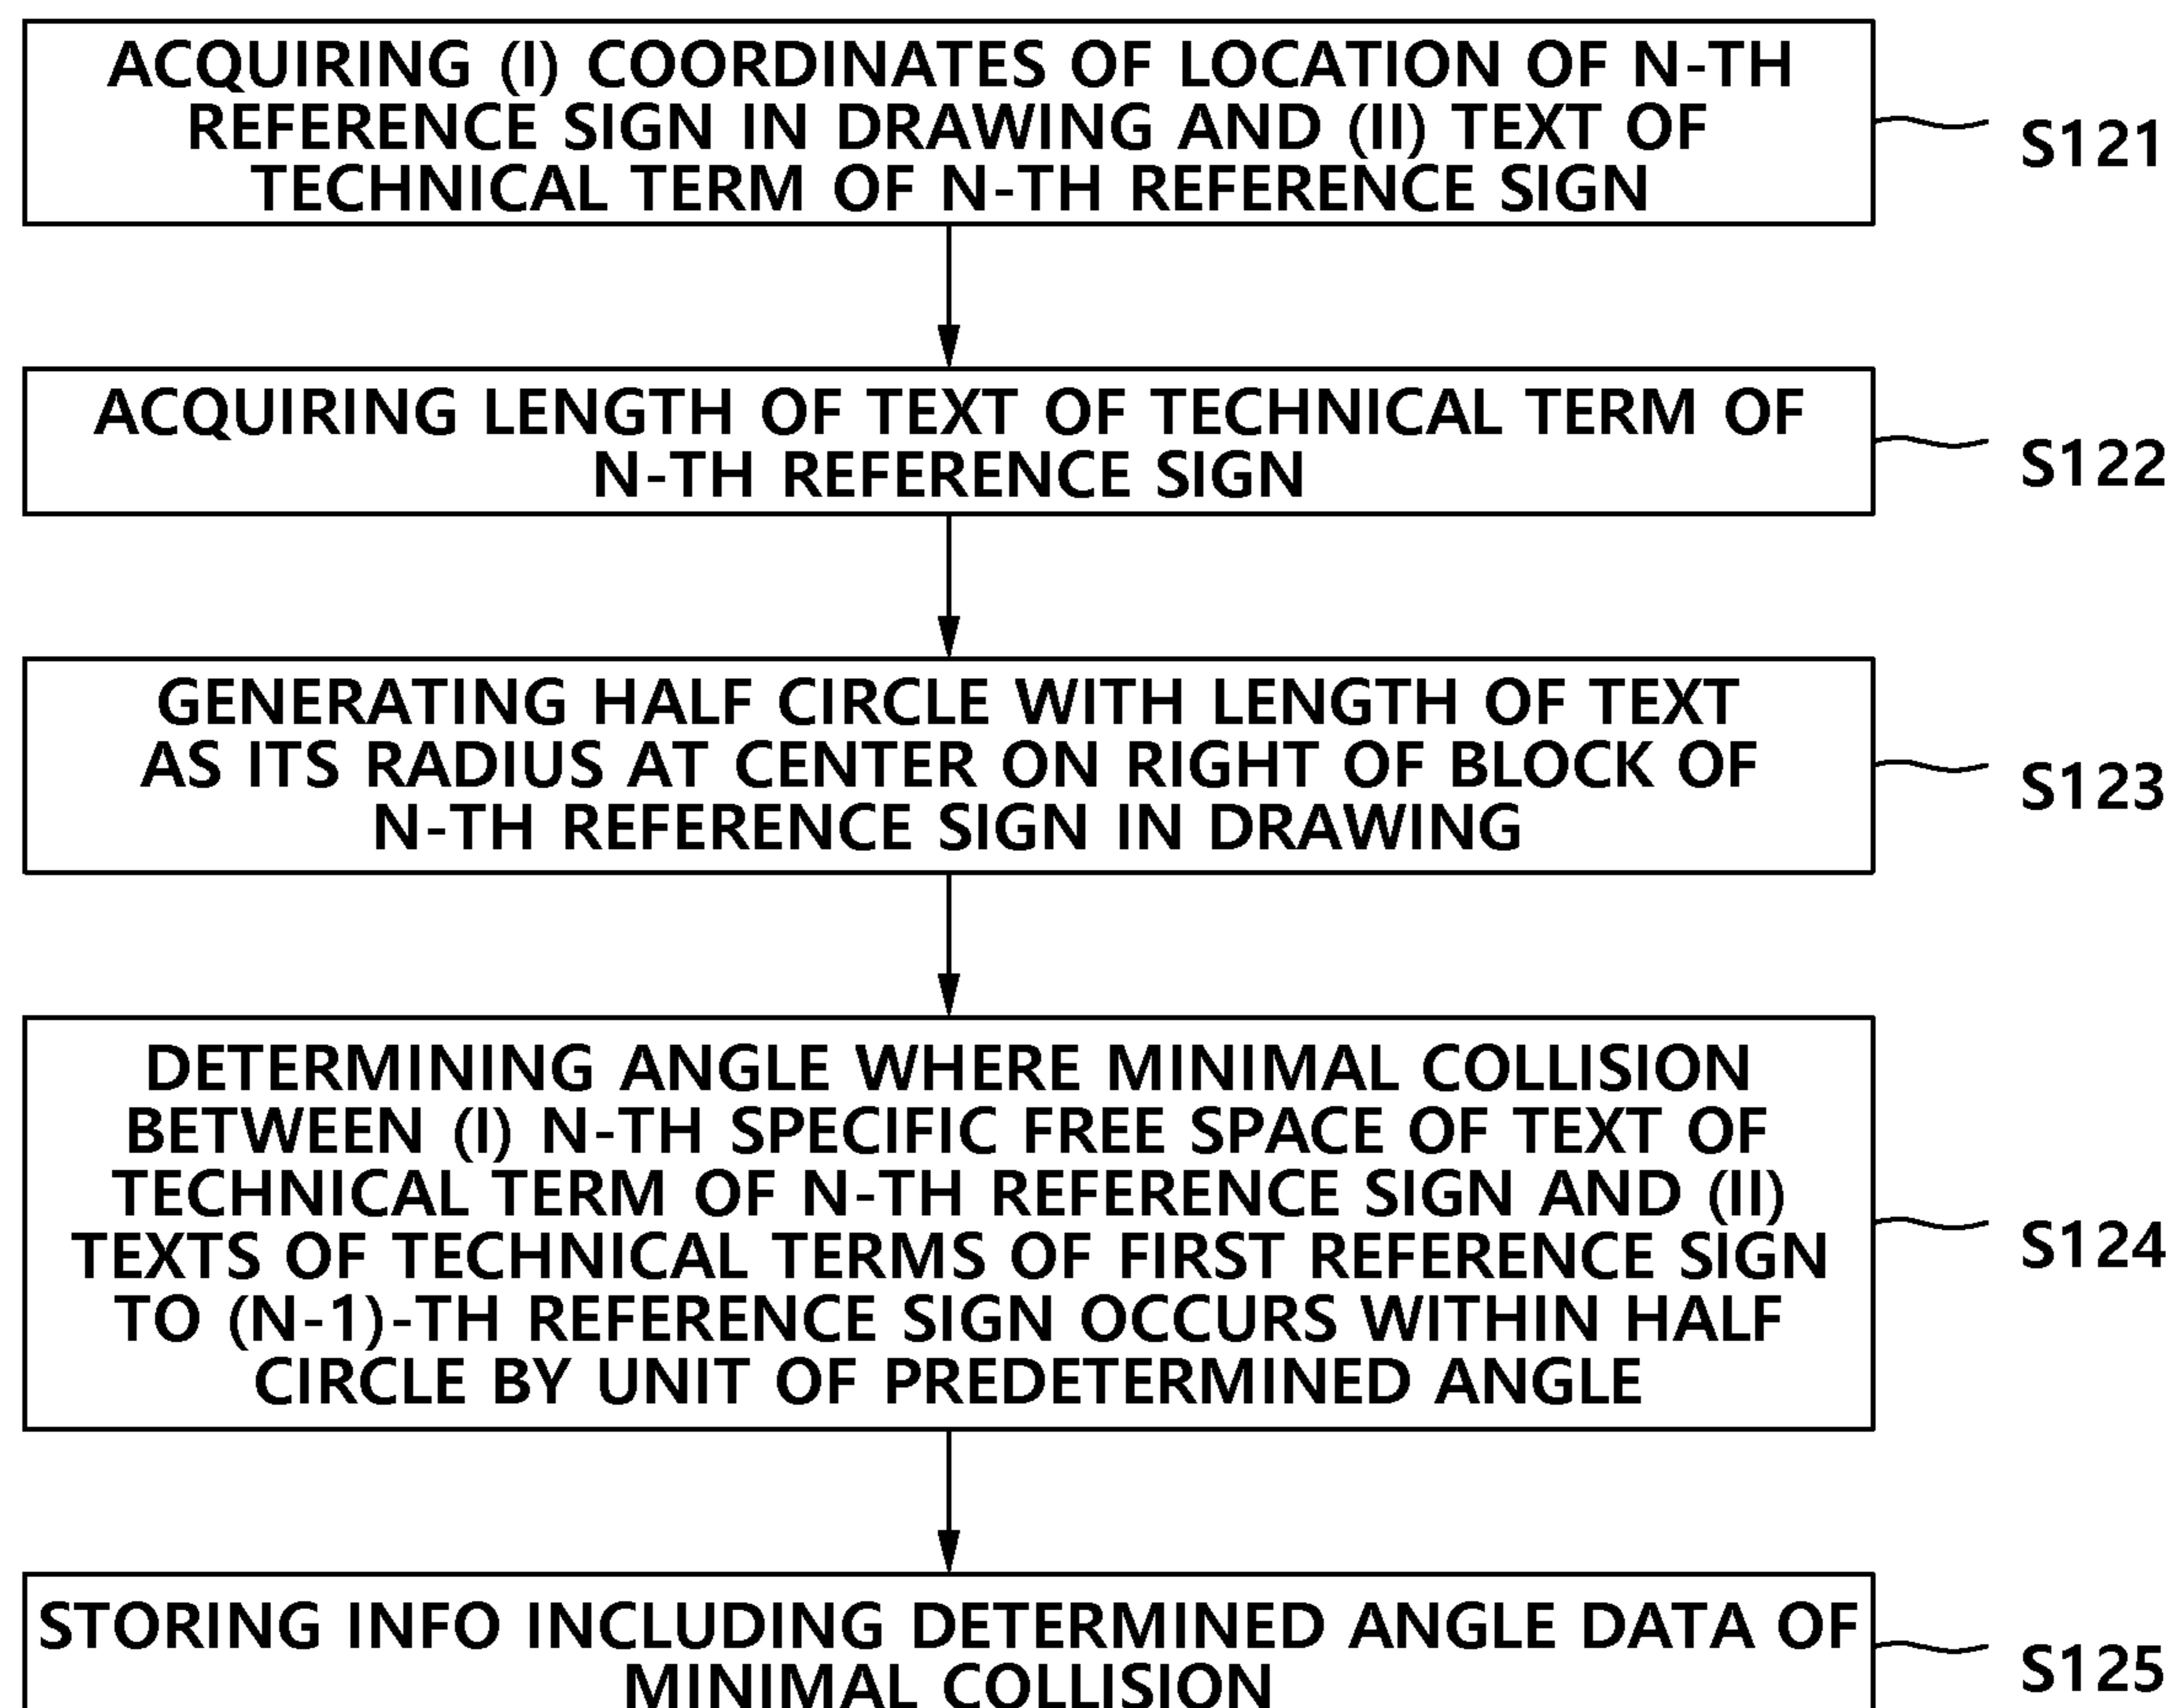 ACQUIRING (I) COORDINATES OF LOCATION OF N-TH
REFERENCE SIGN IN DRAWING AND (II) TEXT OF
TECHNICAL TERM OF N-TH REFERENCE SIGN
S121
ACQUIRING LENGTH OF TEXT OF TECHNICAL TERM OF
N-TH REFERENCE SIGN
S122
GENERATING HALF CIRCLE WITH LENGTH OF TEXT
AS ITS RADIUS AT CENTER ON RIGHT OF BLOCK OF
N-TH REFERENCE SIGN IN DRAWING
S123
DETERMINING ANGLE WHERE MINIMAL COLLISION
BETWEEN (I) N-TH SPECIFIC FREE SPACE OF TEXT OF
TECHNICAL TERM OF N-TH REFERENCE SIGN AND (II)
TEXTS OF TECHNICAL TERMS OF FIRST REFERENCE SIGN
TO (N-1)-TH REFERENCE SIGN OCCURS WITHIN HALF
CIRCLE BY UNIT OF PREDETERMINED ANGLE
S124
STORING INFO INCLUDING DETERMINED ANGLE DATA OF
MINIMAL COLLISION
S125